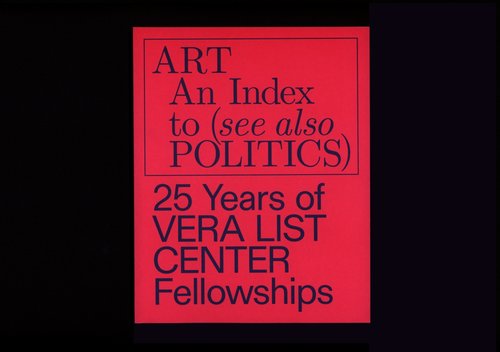 ART
An Index
to (see also
POLITICS)
25 Years of
VERA LIST
CENTER
Fellowships